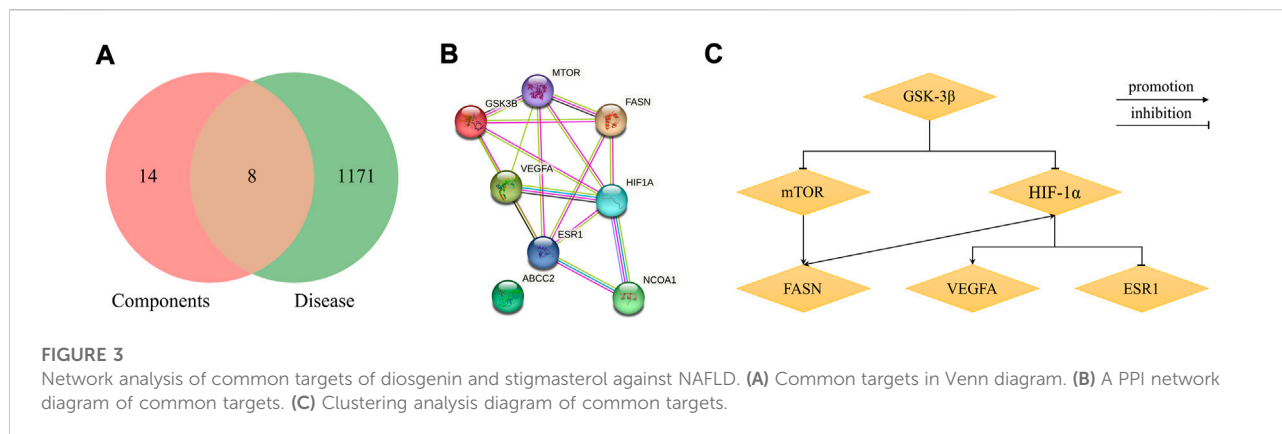 A
14
8
1171
Components
Disease
B
MTOR
GSK3B
FASN
VEGFA
HIF1A
ESR1
ABCC2
NCOA1
C
GSK-3β
promotion
inhibition
mTOR
HIF-1α
FASN
VEGFA
ESR1
FIGURE 3
Network analysis of common targets of diosgenin and stigmasterol against NAFLD. (A) Common targets in Venn diagram. (B) A PPI network
diagram of common targets. (C) Clustering analysis diagram of common targets.